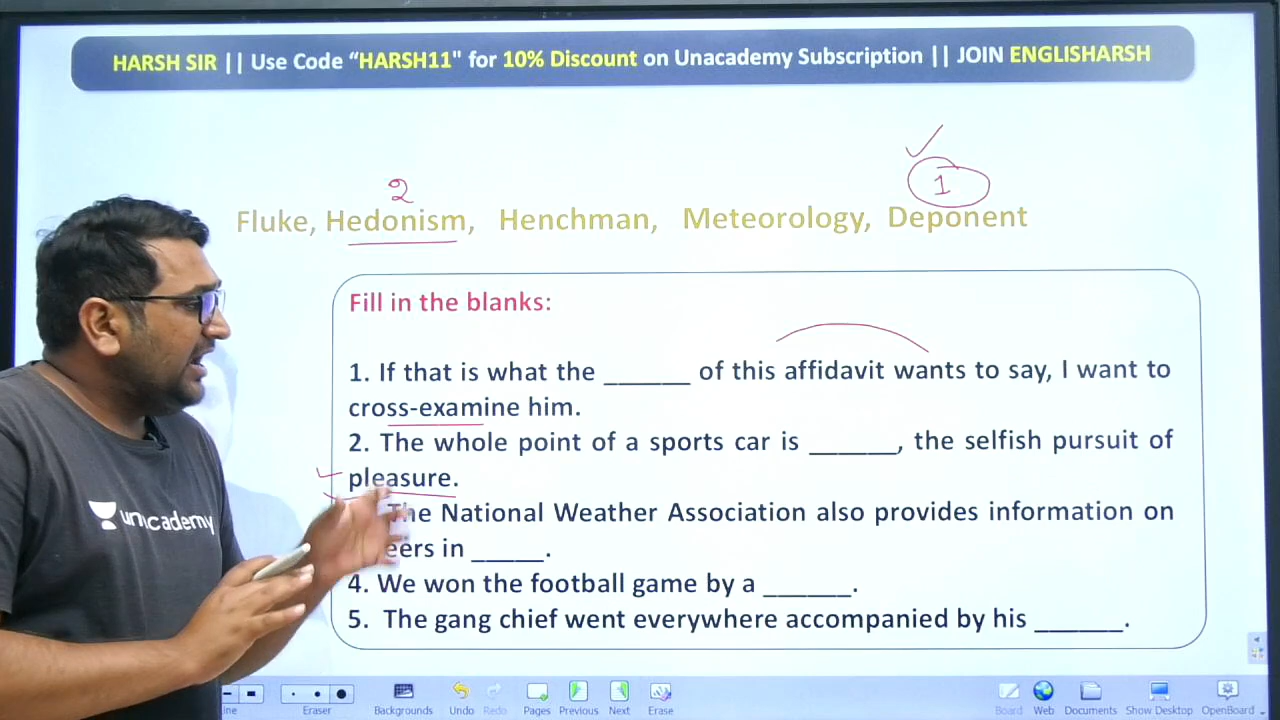 HARSH SIR || Use Code “HARSH11" for 10% Discount on Unacademy Subscription || JOIN ENGLISHARSH
2
1
Fluke, Hedonism, Henchman, Meteorology, Deponent
Fill in the blanks:
1. If that is what the ______ of this affidavit wants to say, I want to
cross-examine him.
2. The whole point of a sports car is ______, the selfish pursuit of
pleasure.
The National Weather Association also provides information on
eers in _____.
4. We won the football game by a ______.
5. The gang chief went everywhere accompanied by his ______.
unacademy
ine
Eraser
Backgrounds
Undo
Redo
Pages
Previous
Next
Erase
Board
Web
Documents
Show Desktop
OpenBoard